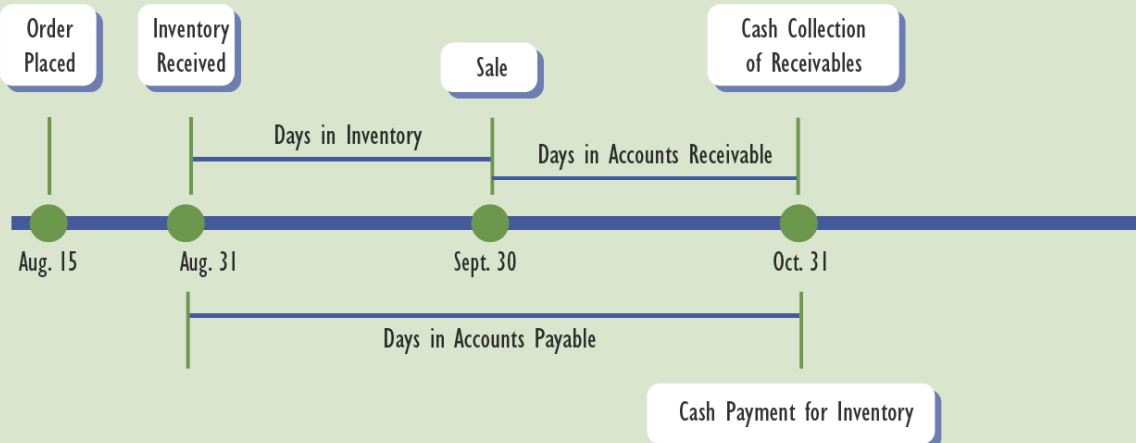 Order
Placed
Inventory
Received
Sale
Cash Collection
of Receivables
Days in Inventory
Days in Accounts Receivable
Aug. 15
Aug. 31
Sept. 30
Oct. 31
Days in Accounts Payable
Cash Payment for Inventory